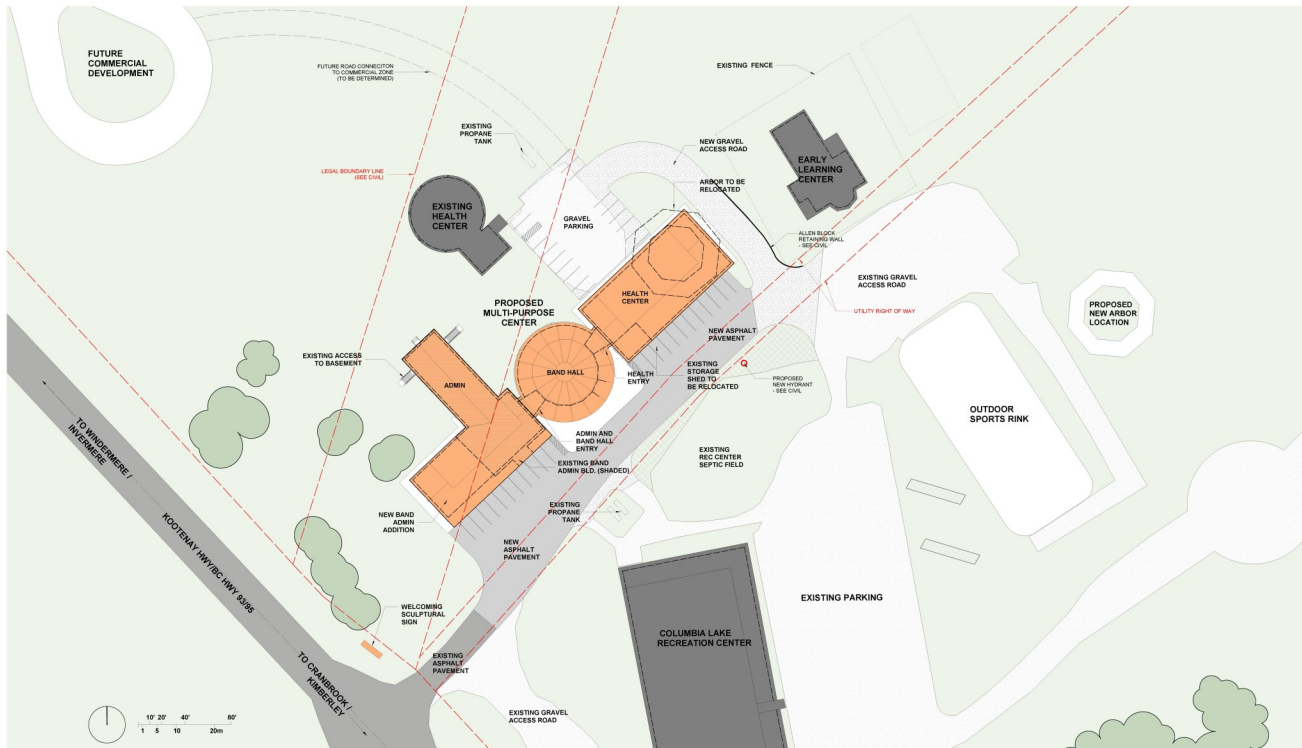 FUTURE
COMMERCIAL
DEVELOPMENT
FUTURE ROAD CONNECITON
TO COMMERCIAL ZONE
(TO BE DETERMINED)
EXISTING FENCE
EXISTING
PROPANE
TANK
NEW GRAVEL
ACCESS ROAD
EARLY
LEARNING
CENTER
LEGAL BOUNDARY LINE
(SEE CIVIL)
ARBOR TO BE
RELOCATED
EXISTING
HEALTH
CENTER
GRAVEL
PARKING
ALLEN BLOCK
RETAINING WALL
- SEE CIVIL
EXISTING GRAVEL
ACCESS ROAD
HEALTH
CENTER
PROPOSED
MULTI-PURPOSE
CENTER
UTILITY RIGHT OF WAY
PROPOSED
NEW ARBOR
LOCATION
NEW ASPHALT
PAVEMENT
EXISTING ACCESS
TO BASEMENT
ADMIN
BAND HALL
HEALTH
ENTRY
EXISTING
STORAGE
SHED TO
BE RELOCATED
PROPOSED
NEW HYDRANT
- SEE CIVIL
OUTDOOR
SPORTS RINK
ADMIN AND
BAND HALL
ENTRY
EXISTING BAND
ADMIN BLD. (SHADED)
EXISTING
REC CENTER
SEPTIC FIELD
TO WINDERMERE /
INVERMERE
KOOTENAY HWY/BC HWY 93/95
TO CRANBROOK /
KIMBERLEY
NEW BAND
ADMIN
ADDITION
EXISTING
PROPANE
TANK
NEW
ASPHALT
PAVEMENT
EXISTING PARKING
WELCOMING
SCULPTURAL
SIGN
COLUMBIA LAKE
RECREATION CENTER
EXISTING
ASPHALT
PAVEMENT
EXISTING GRAVEL
ACCESS ROAD
10' 20' 40' 80'
1 5 10 20m